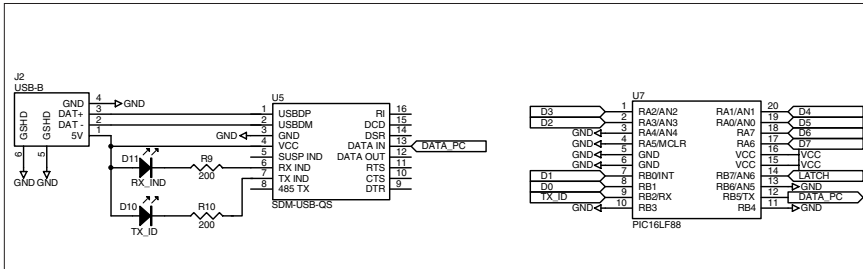 J2
USB-B
GSHD
GSHD
GND 4 GND
DAT+ 3
DAT - 2
5V 1
6 5
GND GND
D11
RX_IND
R9
200
D10
TX_ID
R10
200
U5
1 USBDP RI 16
2 USBDM DCD 15
GND 3 GND DSR 14
4 VCC DATA IN 13 DATA_PC
5 SUSP IND DATA OUT 12
6 RX IND RTS 11
7 TX IND CTS 10
8 485 TX DTR 9
SDM-USB-QS
U7
D3 1 RA2/AN2 RA1/AN1 20 D4
D2 2 RA3/AN3 RA0/AN0 19 D5
GND 3 RA4/AN4 RA7 18 D6
GND 4 RA5/MCLR RA6 17 D7
GND 5 GND VCC 16 VCC
GND 6 GND VCC 15 VCC
D1 7 RB0/INT RB7/AN6 14 LATCH
D0 8 RB1 RB6/AN5 13 GND
TX_ID 9 RB2/RX RB5/TX 12 DATA_PC
GND 10 RB3 RB4 11 GND
PIC16LF88